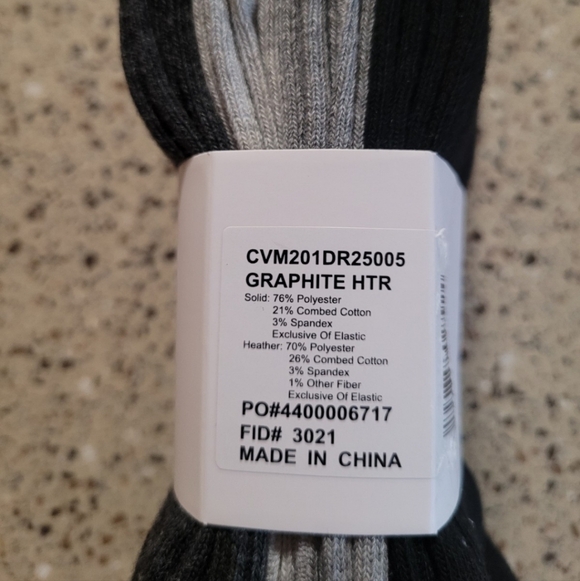 CVM201DR25005
GRAPHITE HTR
Solid: 76% Polyester
21% Combed Cotton
3% Spandex
Exclusive Of Elastic
Heather: 70% Polyester
26% Combed Cotton
3% Spandex
1% Other Fiber
Exclusive Of Elastic
PO#4400006717
FID# 3021
MADE IN CHINA